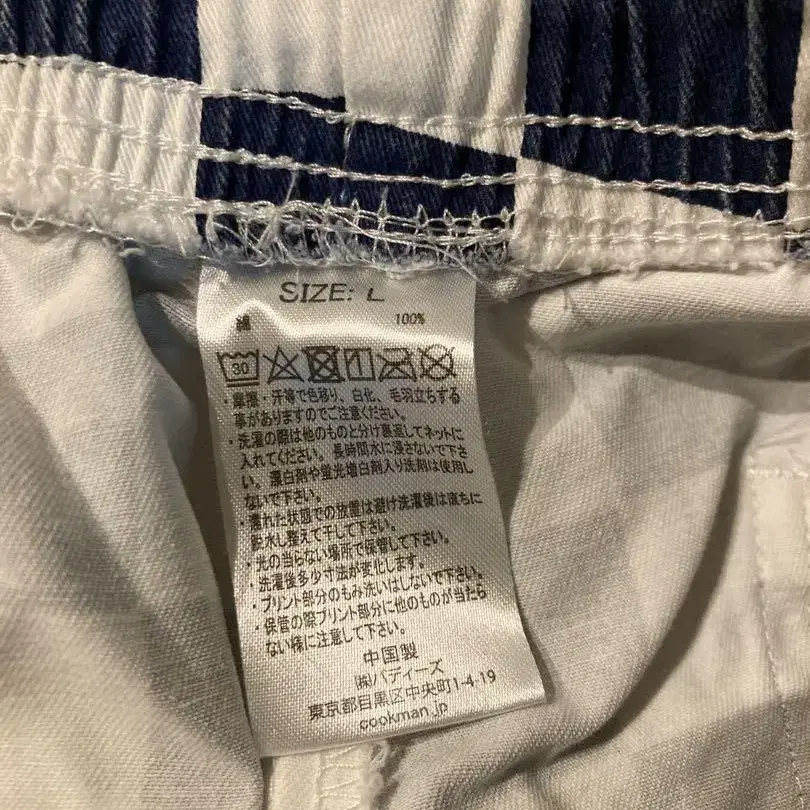 SIZE: L
綿 100%
30
・摩擦・汗等で色移り、白化、毛羽立ちする
事がありますのでご注意ください。
・洗濯の際は他のものと分け裏返してネットに
入れてください。長時間水に浸さないで下さ
い。漂白剤や蛍光増白剤入り洗剤は使用し
ないで下さい。
・濡れた状態での放置は避け洗濯後は直ちに
脱水し整えて干して下さい。
・光の当らない場所で保管して下さい。
・洗濯後多少寸法が変化します。
・プリント部分のもみ洗いはしないで下さい。
・保管の際プリント部分に他のものが当たら
ない様に注意して下さい。
中国製
㈱バディーズ
東京都目黒区中央町1-4-19
cookman.jp